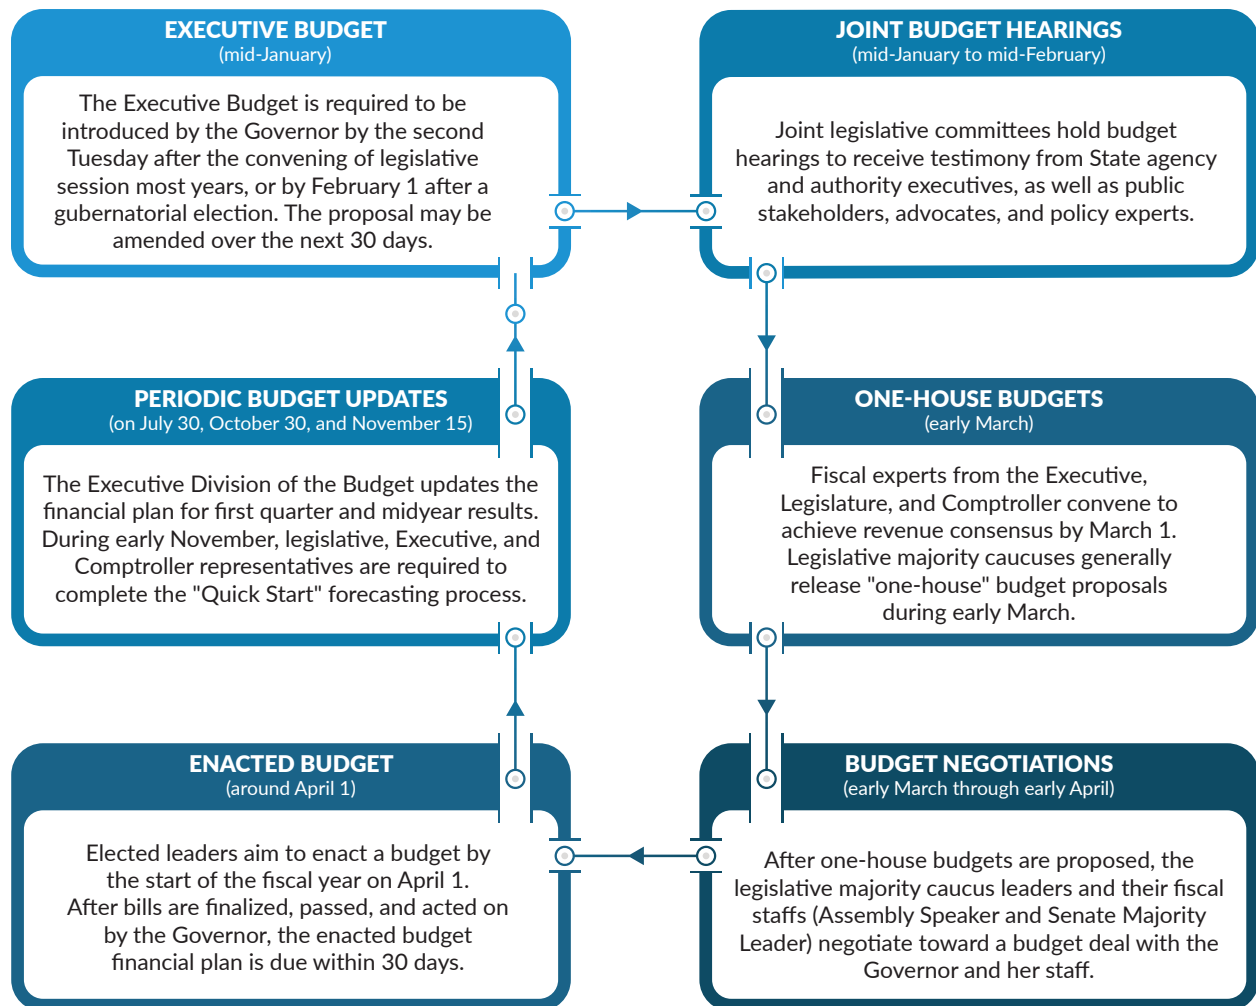 EXECUTIVE BUDGET
(mid-January)
The Executive Budget is required to be
introduced by the Governor by the second
Tuesday after the convening of legislative
session most years, or by February 1 after a
gubernatorial election. The proposal may be
amended over the next 30 days.
JOINT BUDGET HEARINGS
(mid-January to mid-February)
Joint legislative committees hold budget
hearings to receive testimony from State agency
and authority executives, as well as public
stakeholders, advocates, and policy experts.
ONE-HOUSE BUDGETS
(early March)
Fiscal experts from the Executive,
Legislature, and Comptroller convene to
achieve revenue consensus by March 1.
Legislative majority caucuses generally
release "one-house" budget proposals
during early March.
BUDGET NEGOTIATIONS
(early March through early April)
After one-house budgets are proposed, the
legislative majority caucus leaders and their fiscal
staffs (Assembly Speaker and Senate Majority
Leader) negotiate toward a budget deal with the
Governor and her staff.
ENACTED BUDGET
(around April 1)
Elected leaders aim to enact a budget by
the start of the fiscal year on April 1.
After bills are finalized, passed, and acted on
by the Governor, the enacted budget
financial plan is due within 30 days.
PERIODIC BUDGET UPDATES
(on July 30, October 30, and November 15)
The Executive Division of the Budget updates the
financial plan for first quarter and midyear results.
During early November, legislative, Executive, and
Comptroller representatives are required to
complete the "Quick Start" forecasting process.